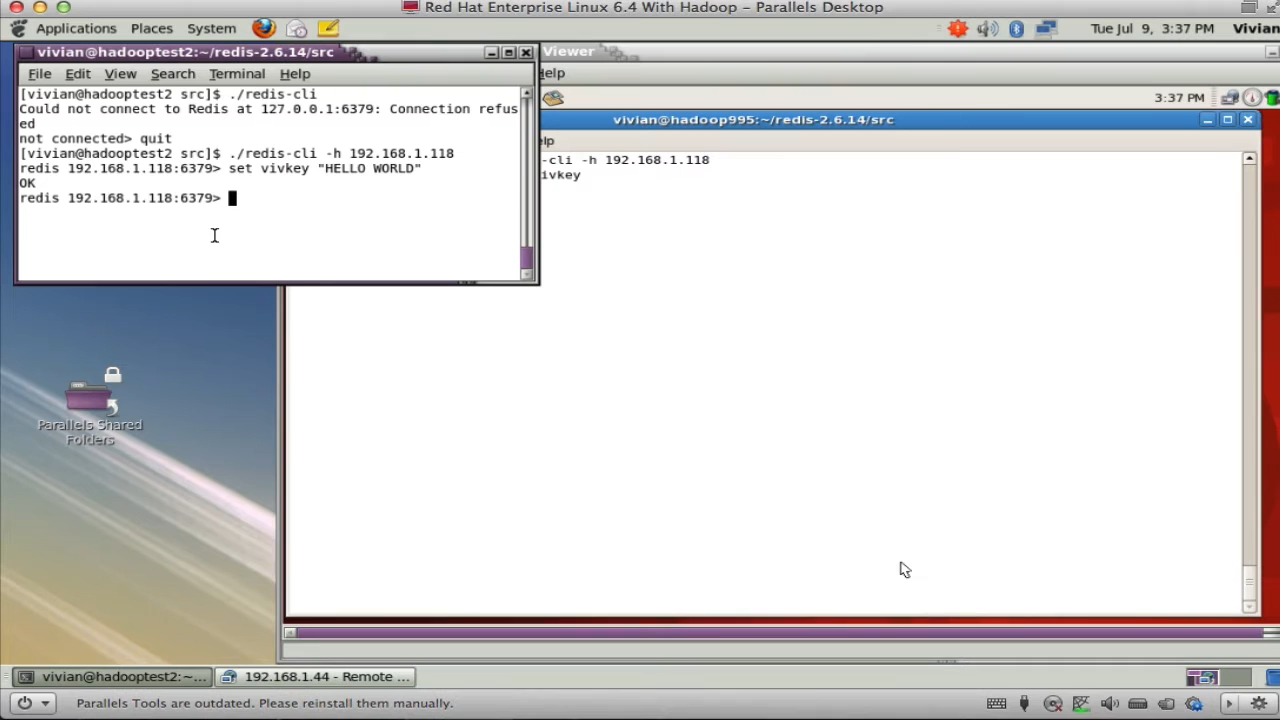 Red Hat Enterprise Linux 6.4 With Hadoop – Parallels Desktop
Applications Places System Tue Jul 9, 3:37 PM Vivian
vivian@hadooptest2:~/redis-2.6.14/src
File Edit View Search Terminal Help
[vivian@hadooptest2 src]$ ./redis-cli
Could not connect to Redis at 127.0.0.1:6379: Connection refus
ed
not connected> quit
[vivian@hadooptest2 src]$ ./redis-cli -h 192.168.1.118
redis 192.168.1.118:6379> set vivkey "HELLO WORLD"
OK
redis 192.168.1.118:6379>
Viewer
Help
3:37 PM
vivian@hadoop995:~/redis-2.6.14/src
elp
-cli -h 192.168.1.118
ivkey
Parallels Shared
Folders
vivian@hadooptest2:~... 192.168.1.44 - Remote ...
Parallels Tools are outdated. Please reinstall them manually.